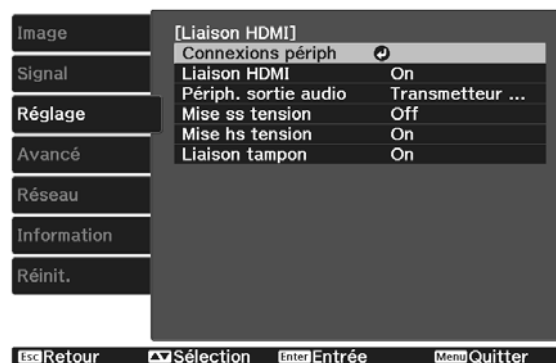 Image
Signal
Réglage
Avancé
Réseau
Information
Réinit.
[Liaison HDMI]
Connexions périph
Liaison HDMI On
Périph. sortie audio Transmetteur ...
Mise ss tension Off
Mise hs tension On
Liaison tampon On
Esc Retour Sélection Enter Entrée Menu Quitter